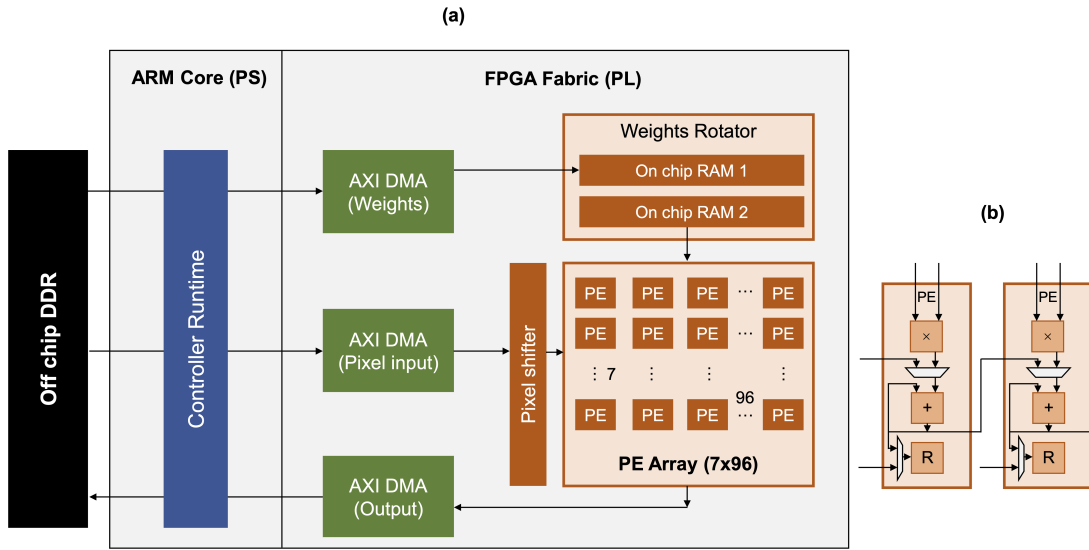 (a)
ARM Core (PS)
FPGA Fabric (PL)
Off chip DDR
Controller Runtime
AXI DMA
(Weights)
Weights Rotator
On chip RAM 1
On chip RAM 2
AXI DMA
(Pixel input)
Pixel shifter
PE PE PE ... PE
PE PE PE ... PE
⋮ 7 ⋮ ⋮ ⋮
96
PE PE PE ... PE
PE Array (7x96)
AXI DMA
(Output)
(b)
PE
×
+
R
PE
×
+
R